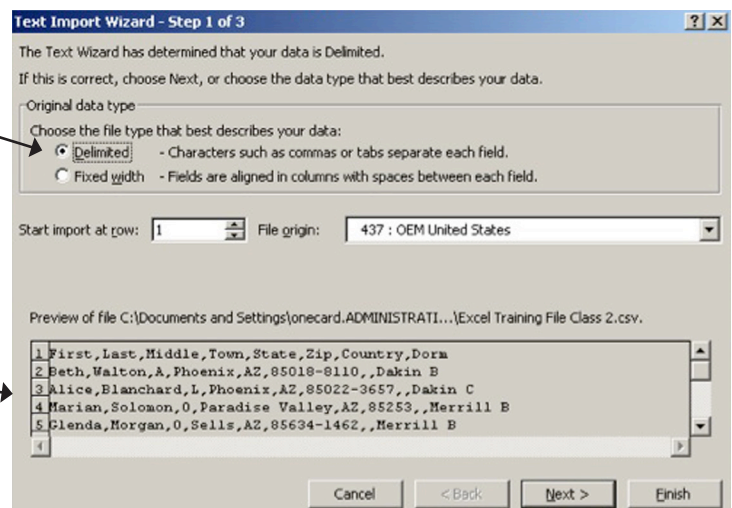 Text Import Wizard - Step 1 of 3
The Text Wizard has determined that your data is Delimited.
If this is correct, choose Next, or choose the data type that best describes your data.
Original data type
Choose the file type that best describes your data:
Delimited - Characters such as commas or tabs separate each field.
Fixed width - Fields are aligned in columns with spaces between each field.
Start import at row: 1 File origin: 437 : OEM United States
Preview of file C:\Documents and Settings\onecard.ADMINISTRATI...\Excel Training File Class 2.csv.
1 First,Last,Middle,Town,State,Zip,Country,Dorm
2 Beth,Walton,A,Phoenix,AZ,85018-8110,,Dakin B
3 Alice,Blanchard,L,Phoenix,AZ,85022-3657,,Dakin C
4 Marian,Solomon,O,Paradise Valley,AZ,85253,,Merrill B
5 Glenda,Morgan,O,Sells,AZ,85634-1462,,Merrill B
Cancel < Back Next > Finish